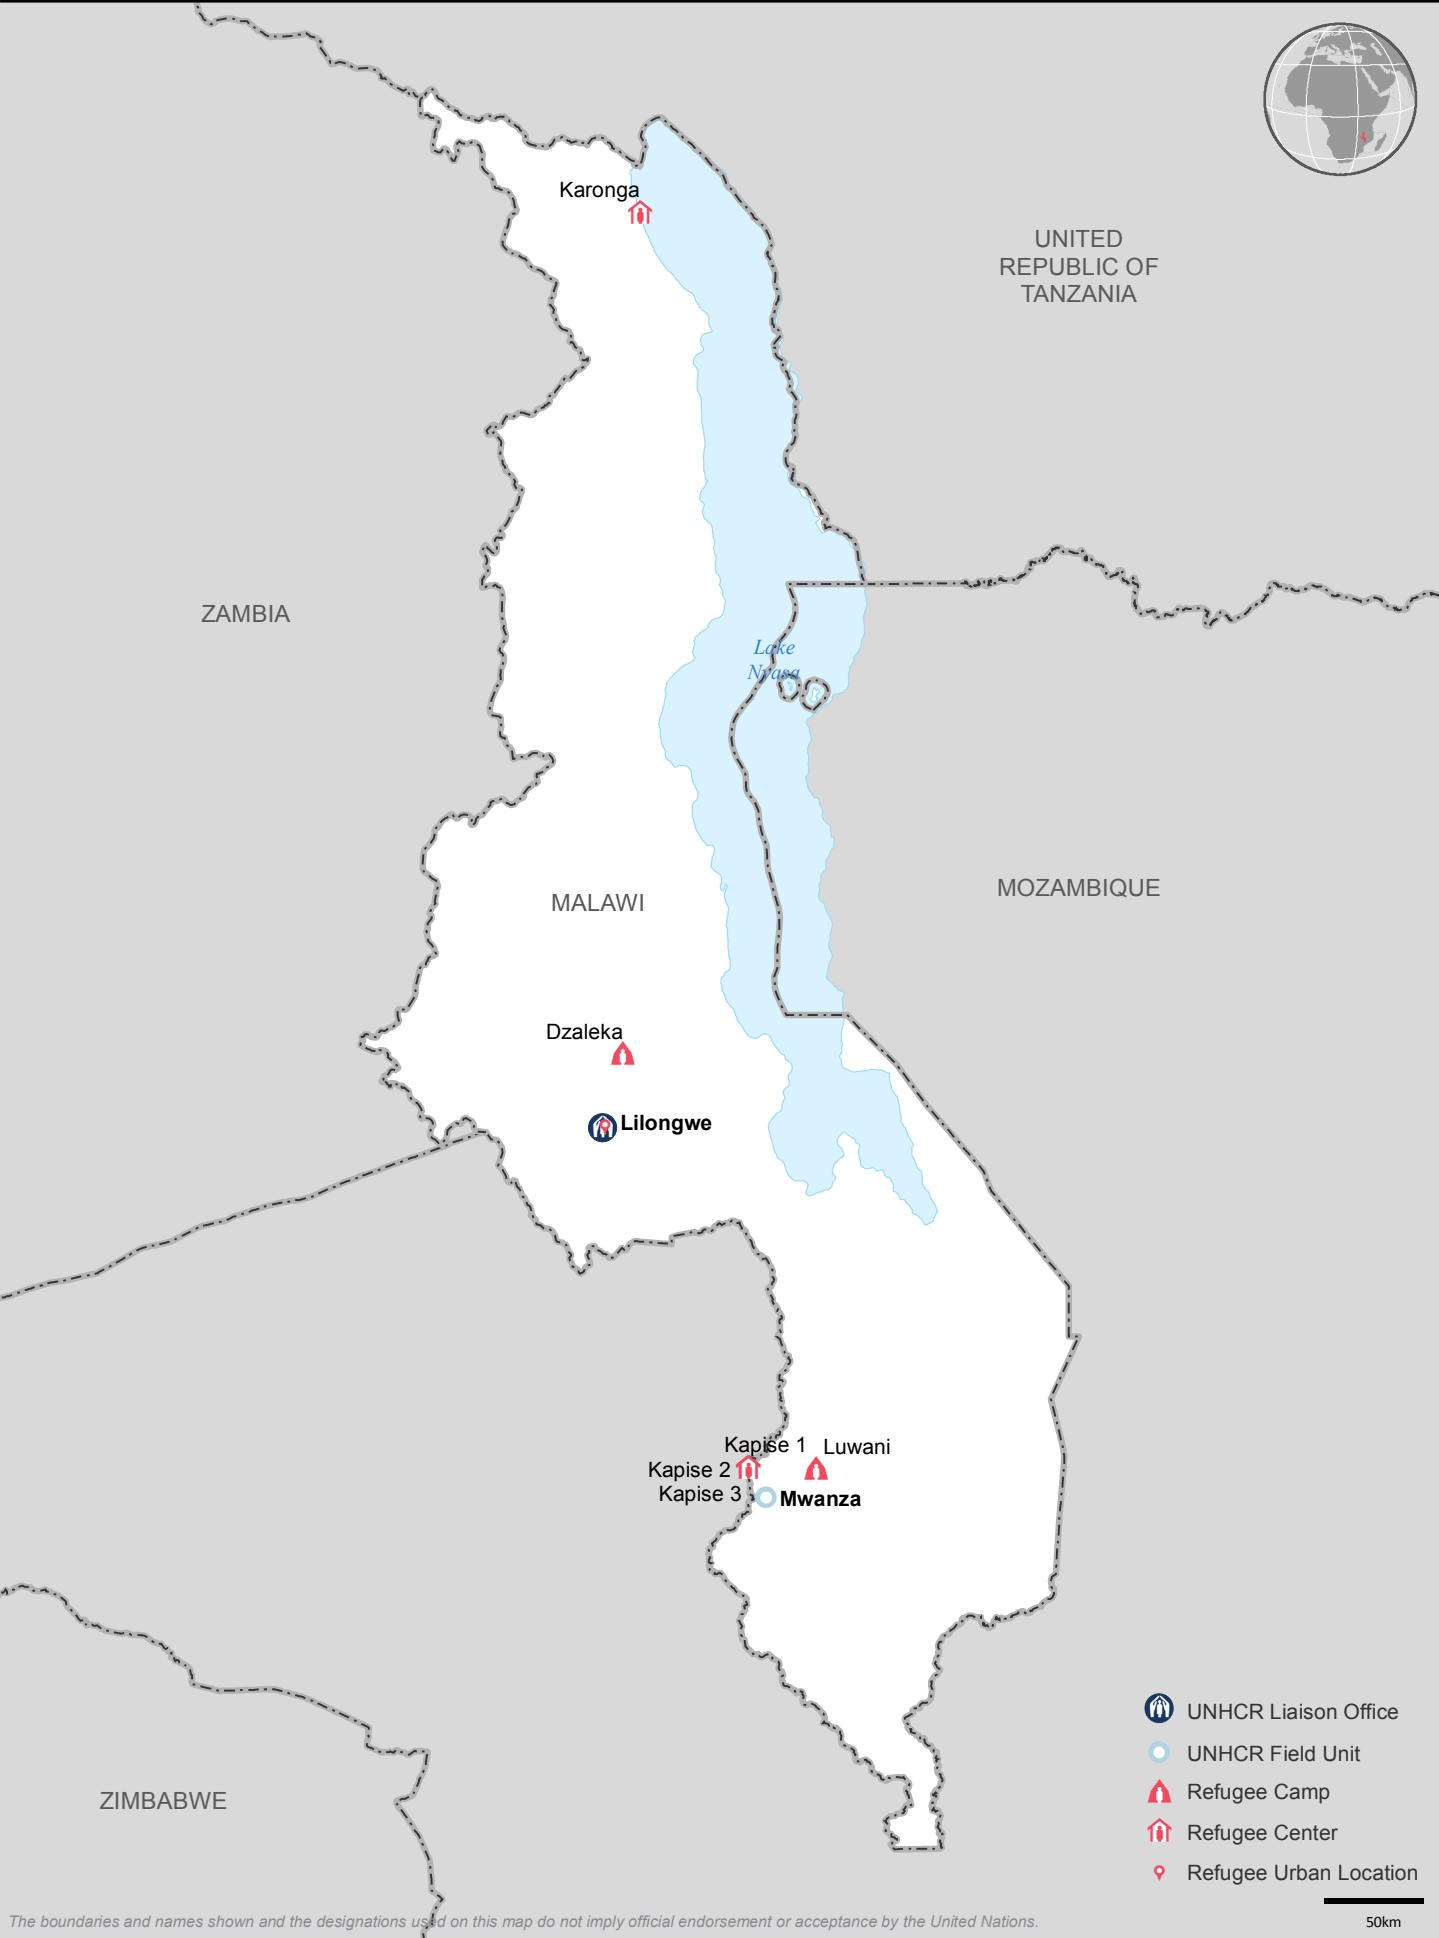 Karonga
UNITED
REPUBLIC OF
TANZANIA
ZAMBIA
Lake
Nyasa
MOZAMBIQUE
MALAWI
Dzaleka
Lilongwe
Kapise 1
Luwani
Kapise 2
Kapise 3
Mwanza
ZIMBABWE
UNHCR Liaison Office
UNHCR Field Unit
Refugee Camp
Refugee Center
Refugee Urban Location
The boundaries and names shown and the designations used on this map do not imply official endorsement or acceptance by the United Nations.
50km